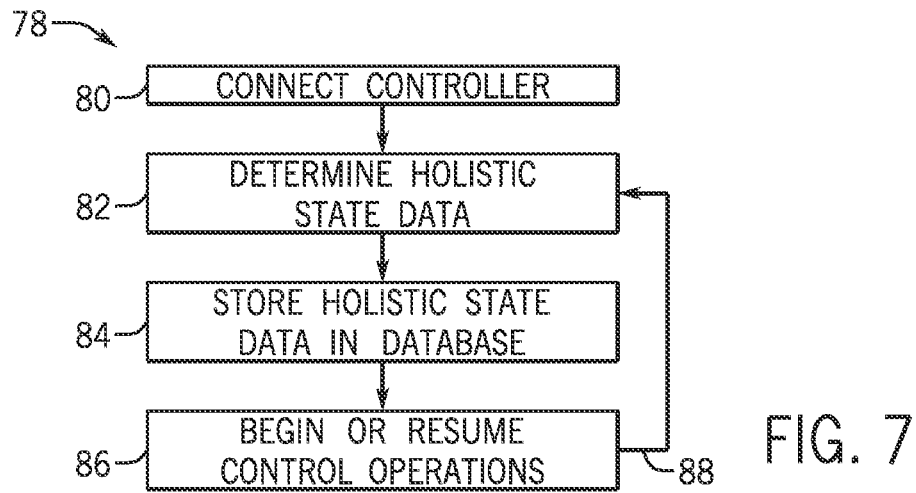 78
80
CONNECT CONTROLLER
82
DETERMINE HOLISTIC
STATE DATA
84
STORE HOLISTIC STATE
DATA IN DATABASE
86
BEGIN OR RESUME
CONTROL OPERATIONS
88
FIG. 7